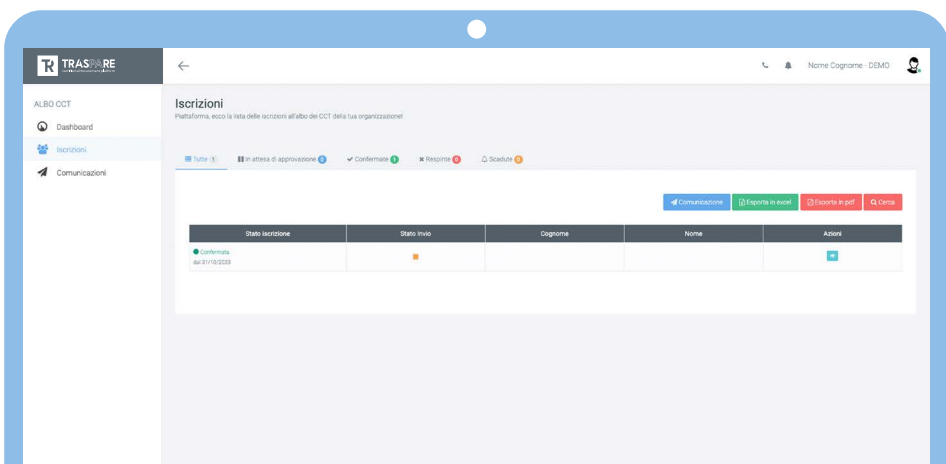 TR TRASPARE
Nome Cognome - DEMO
ALBO CCT
Dashboard
Iscrizioni
Comunicazioni
Iscrizioni
Piattaforma, ecco la lista delle iscrizioni all'albo dei CCT della tua organizzazione!
Tutte 1 In attesa di approvazione 0 Confermate 1 Respinte 0 Scadute 0
Comunicazione Esporta in excel Esporta in pdf Cerca
Stato iscrizione Stato Invio Cognome Nome Azioni
Confermata
dal 31/10/2023